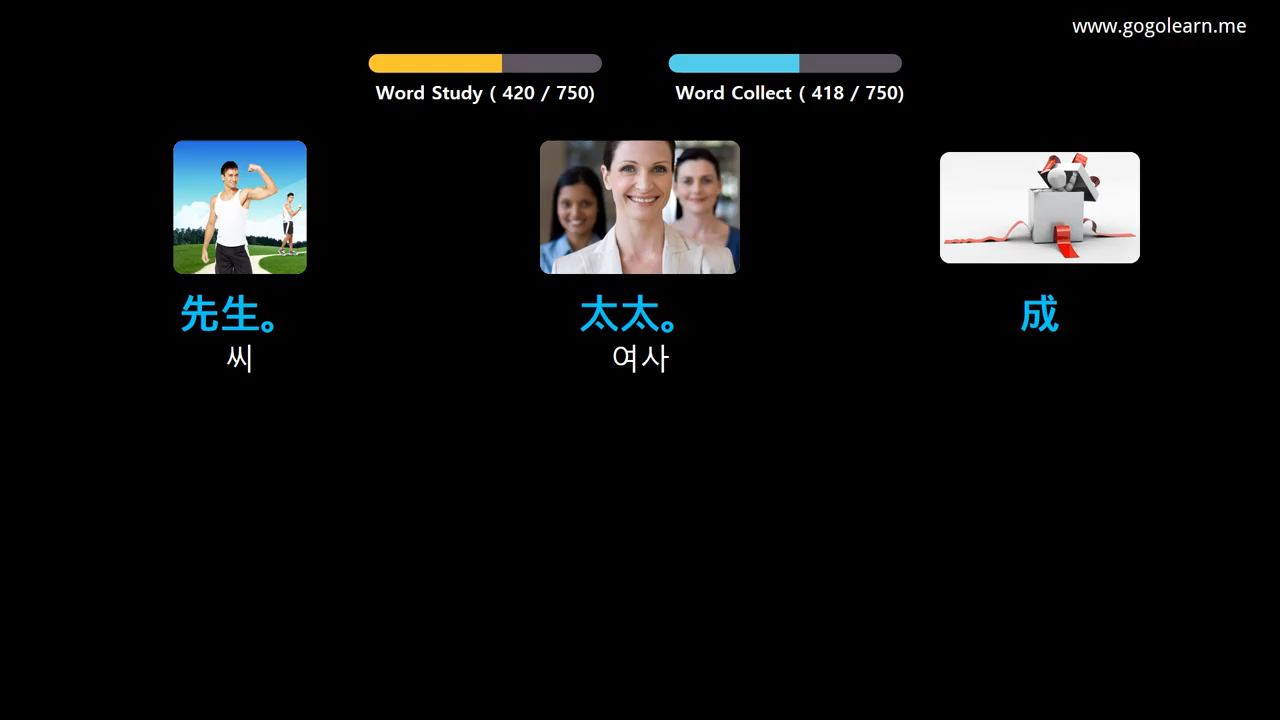 www.gogolearn.me
Word Study ( 420 / 750)
Word Collect ( 418 / 750)
先生。
太太。
成
씨
여사